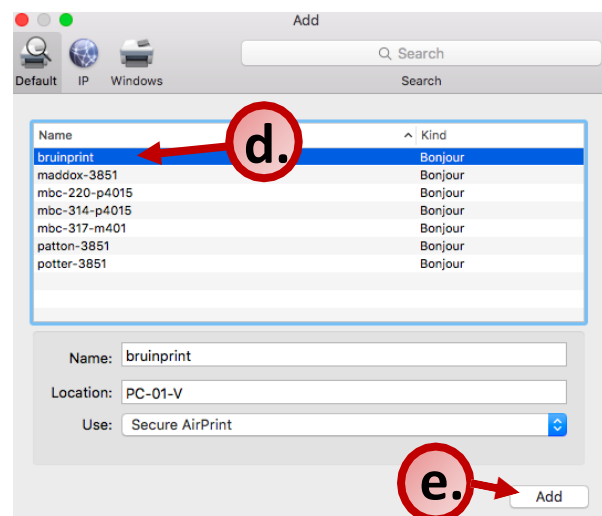 Add
Search
Default IP Windows Search
Name Kind
d.
bruinprint Bonjour
maddox-3851 Bonjour
mbc-220-p4015 Bonjour
mbc-314-p4015 Bonjour
mbc-317-m401 Bonjour
patton-3851 Bonjour
potter-3851 Bonjour
Name: bruinprint
Location: PC-01-V
Use: Secure AirPrint
e.
Add